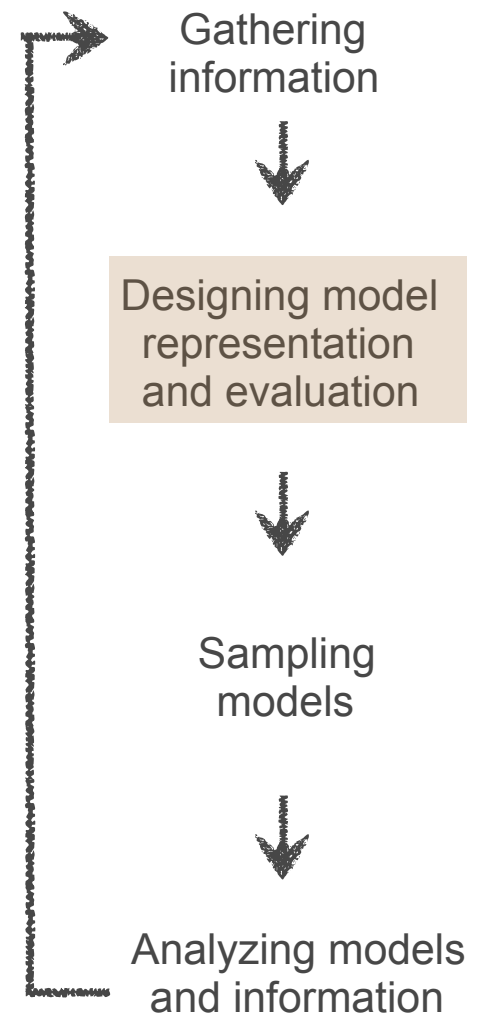 Gathering
information
Designing model
representation
and evaluation
Sampling
models
Analyzing models
and information